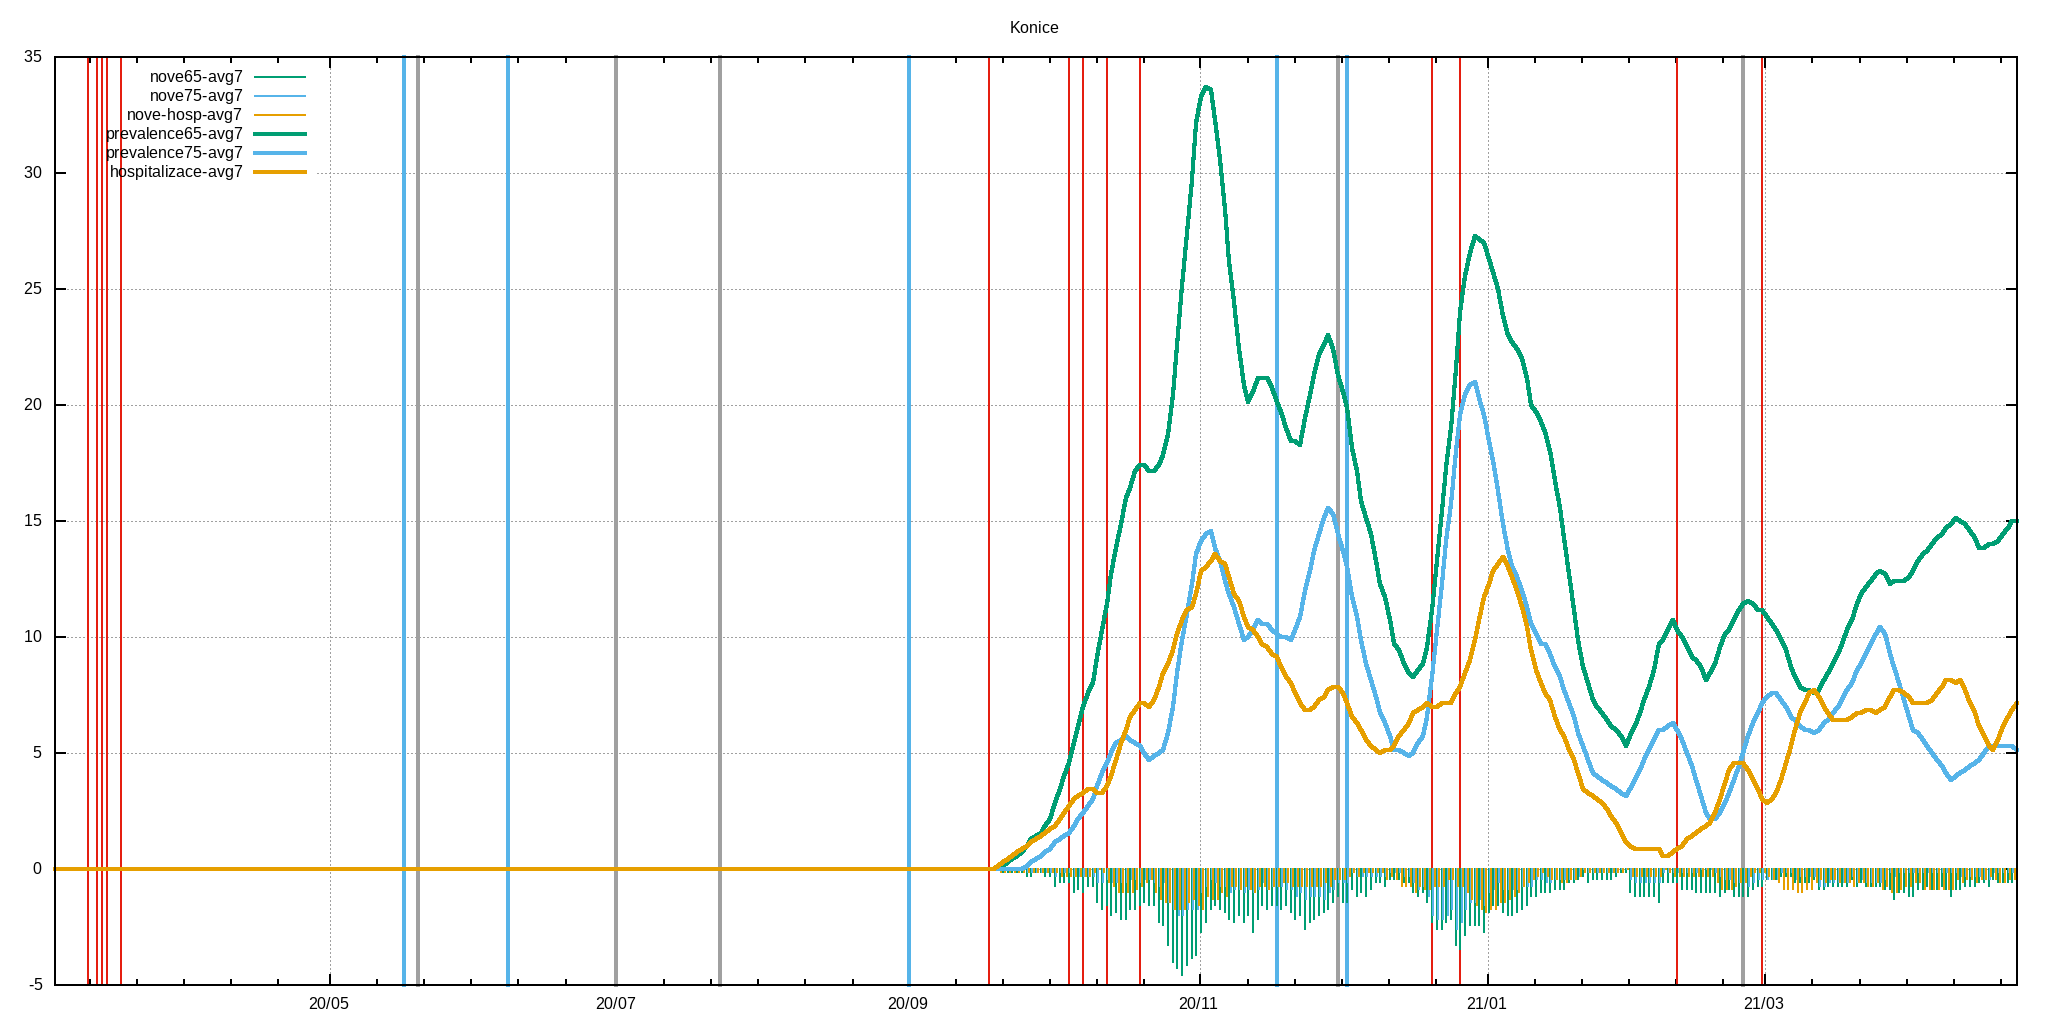 Konice
35
30
25
20
15
10
5
0
-5
nove65-avg7
nove75-avg7
nove-hosp-avg7
prevalence65-avg7
prevalence75-avg7
hospitalizace-avg7
20/05
20/07
20/09
20/11
21/01
21/03